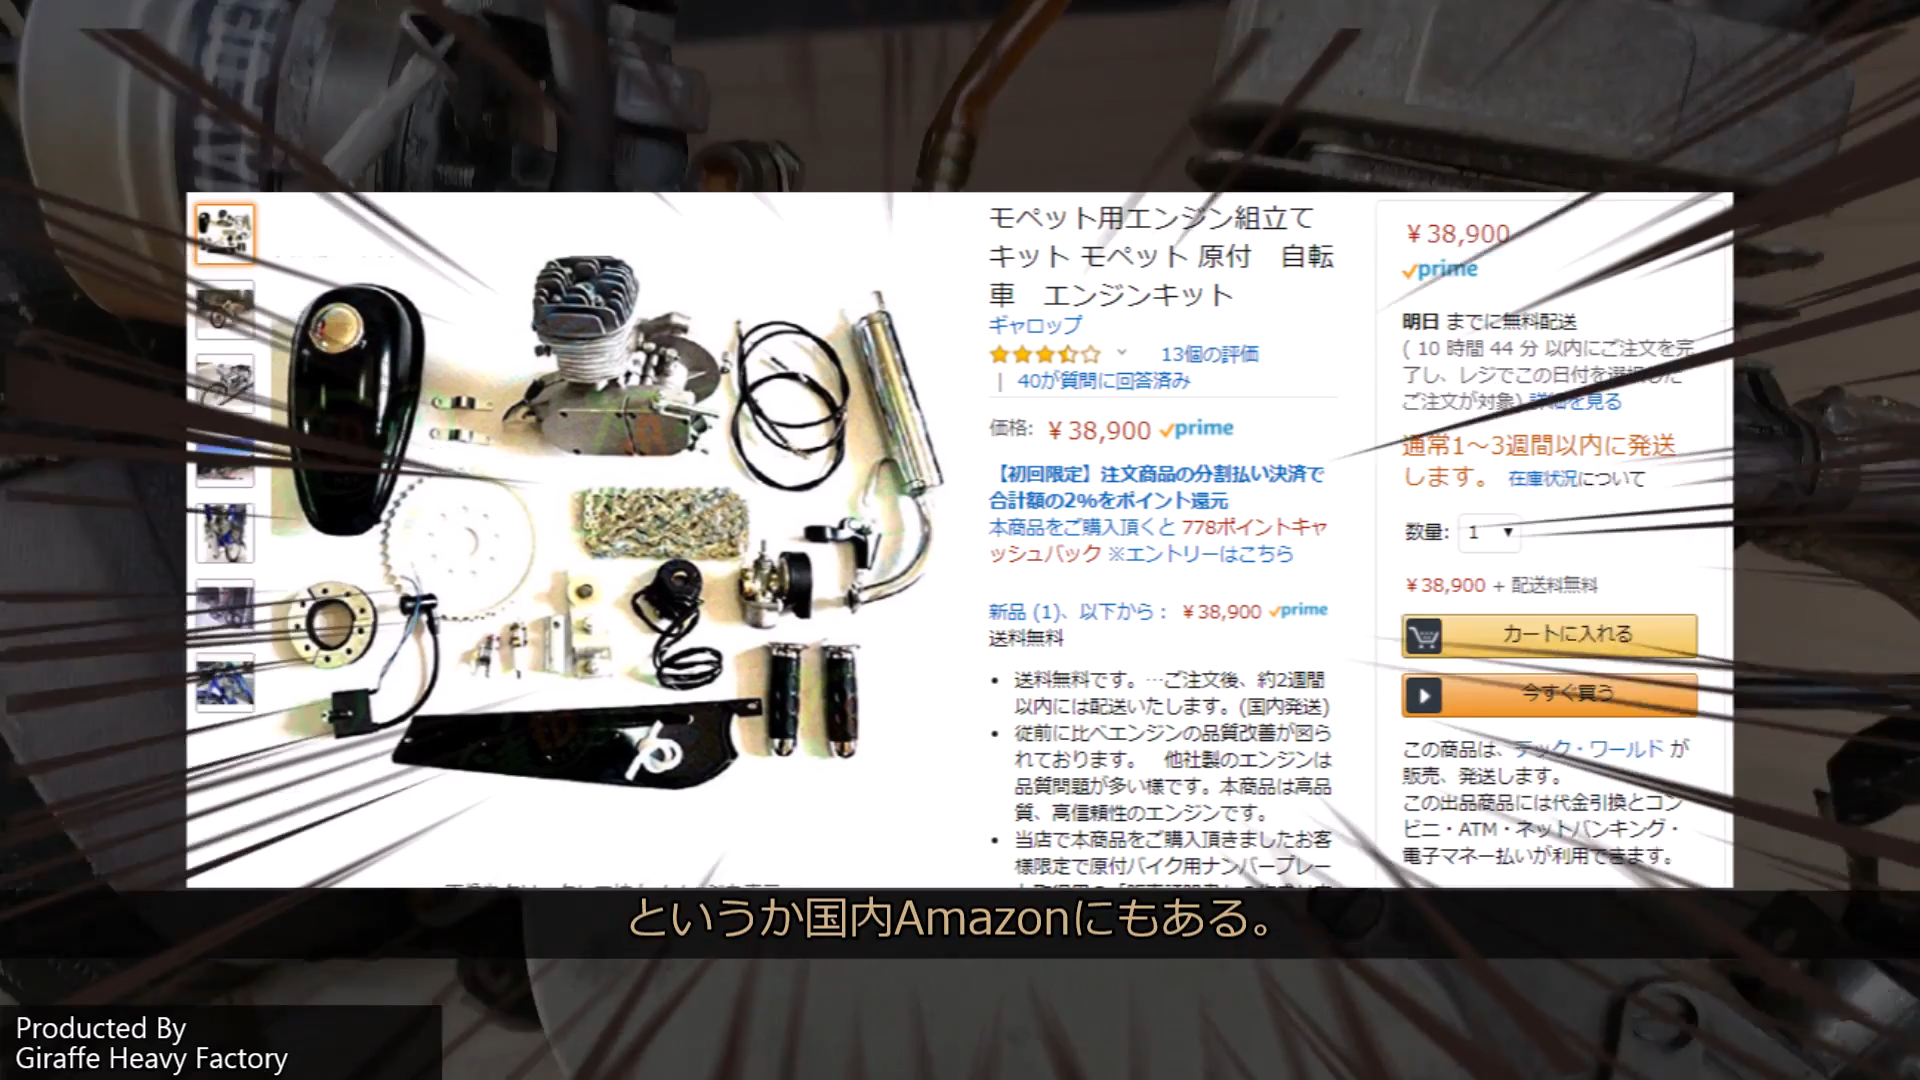 モペット用エンジン組立て
キット モペット 原付　自転
車　エンジンキット
ギャロップ
13個の評価
| 40が質問に回答済み
価格: ￥38,900 prime
【初回限定】注文商品の分割払い決済で
合計額の2%をポイント還元
本商品をご購入頂くと 778ポイントキャ
ッシュバック ※エントリーはこちら
新品 (1)、以下から： ￥38,900 prime
送料無料
• 送料無料です。…ご注文後、約2週間
以内には配送いたします。(国内発送)
• 従前に比べエンジンの品質改善が図ら
れております。　他社製のエンジンは
品質問題が多い様です。本商品は高品
質、高信頼性のエンジンです。
• 当店で本商品をご購入頂きましたお客
様限定で原付バイク用ナンバープレー
￥38,900
prime
明日 までに無料配送
( 10 時間 44 分 以内にご注文を完
了し、レジでこの日付を選択した
ご注文が対象) 詳細を見る
通常1～3週間以内に発送
します。 在庫状況について
数量: 1
￥38,900 + 配送料無料
カートに入れる
今すぐ買う
この商品は、テック・ワールド が
販売、発送します。
この出品商品には代金引換とコン
ビニ・ATM・ネットバンキング・
電子マネー払いが利用できます。
というか国内Amazonにもある。
Producted By
Giraffe Heavy Factory